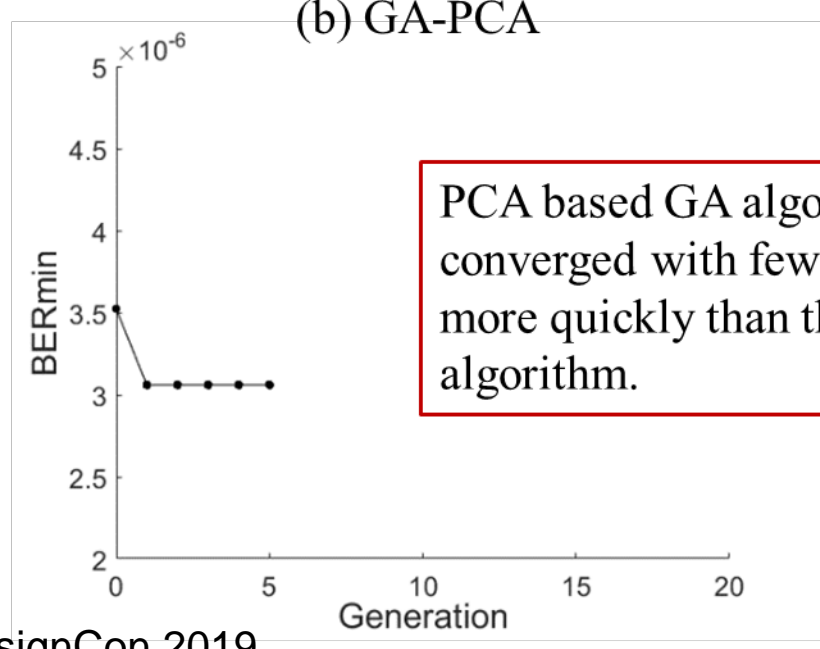 (b) GA-PCA
×10⁻⁶
5
4.5
4
3.5
3
2.5
2
BERmin
0 5 10 15 20
Generation
PCA based GA algo
converged with few
more quickly than th
algorithm.
signCon 2019